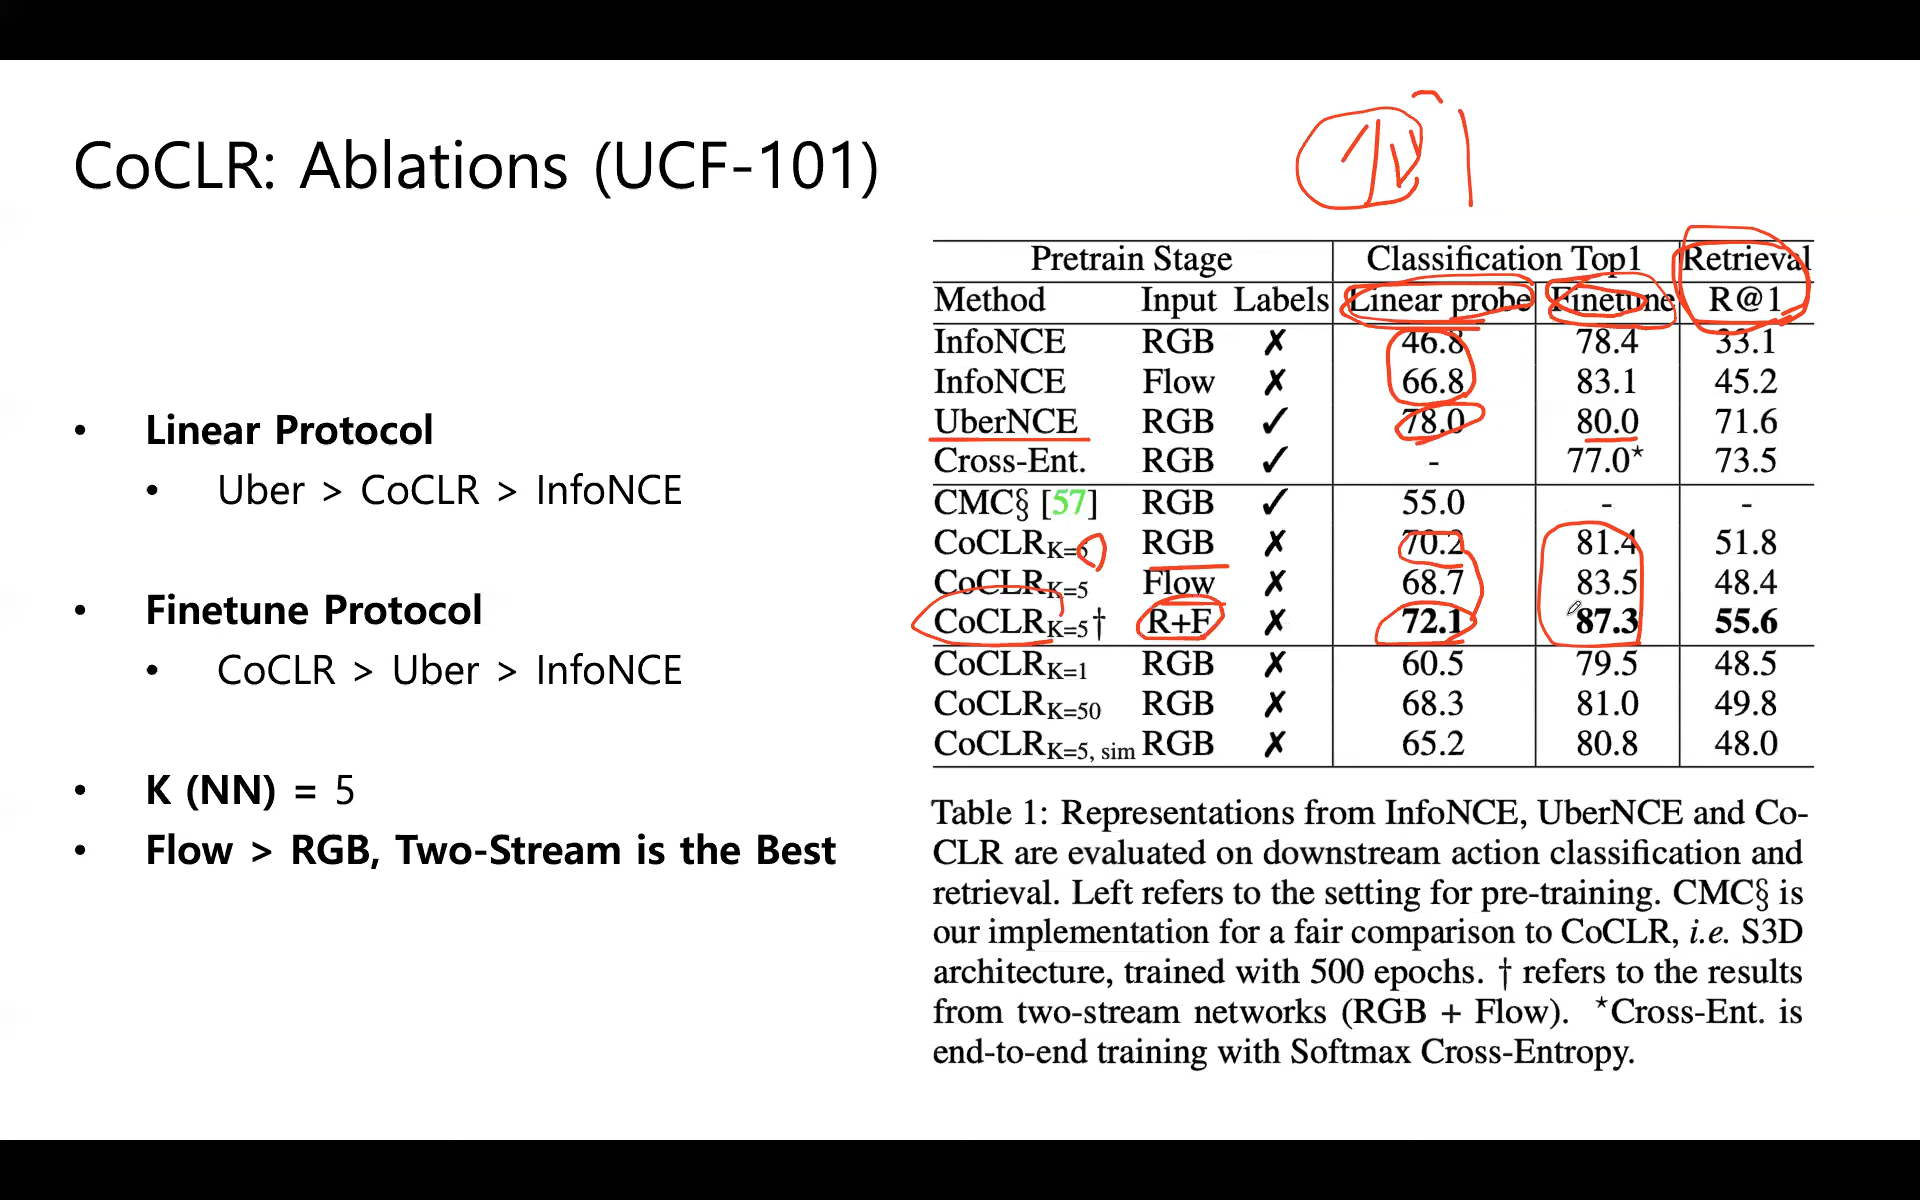 CoCLR: Ablations (UCF-101)
• Linear Protocol
• Uber > CoCLR > InfoNCE
• Finetune Protocol
• CoCLR > Uber > InfoNCE
• K (NN) = 5
• Flow > RGB, Two-Stream is the Best
Pretrain Stage Classification Top1 Retrieval
Method Input Labels Linear probe Finetune R@1
InfoNCE RGB ✗ 46.8 78.4 33.1
InfoNCE Flow ✗ 66.8 83.1 45.2
UberNCE RGB ✓ 78.0 80.0 71.6
Cross-Ent. RGB ✓ - 77.0* 73.5
CMC§ [57] RGB ✓ 55.0 - -
CoCLR K=5 RGB ✗ 70.2 81.4 51.8
CoCLR K=5 Flow ✗ 68.7 83.5 48.4
CoCLR K=5 † R+F ✗ 72.1 87.3 55.6
CoCLR K=1 RGB ✗ 60.5 79.5 48.5
CoCLR K=50 RGB ✗ 68.3 81.0 49.8
CoCLR K=5, sim RGB ✗ 65.2 80.8 48.0
Table 1: Representations from InfoNCE, UberNCE and Co-
CLR are evaluated on downstream action classification and
retrieval. Left refers to the setting for pre-training. CMC§ is
our implementation for a fair comparison to CoCLR, i.e. S3D
architecture, trained with 500 epochs. † refers to the results
from two-stream networks (RGB + Flow). *Cross-Ent. is
end-to-end training with Softmax Cross-Entropy.